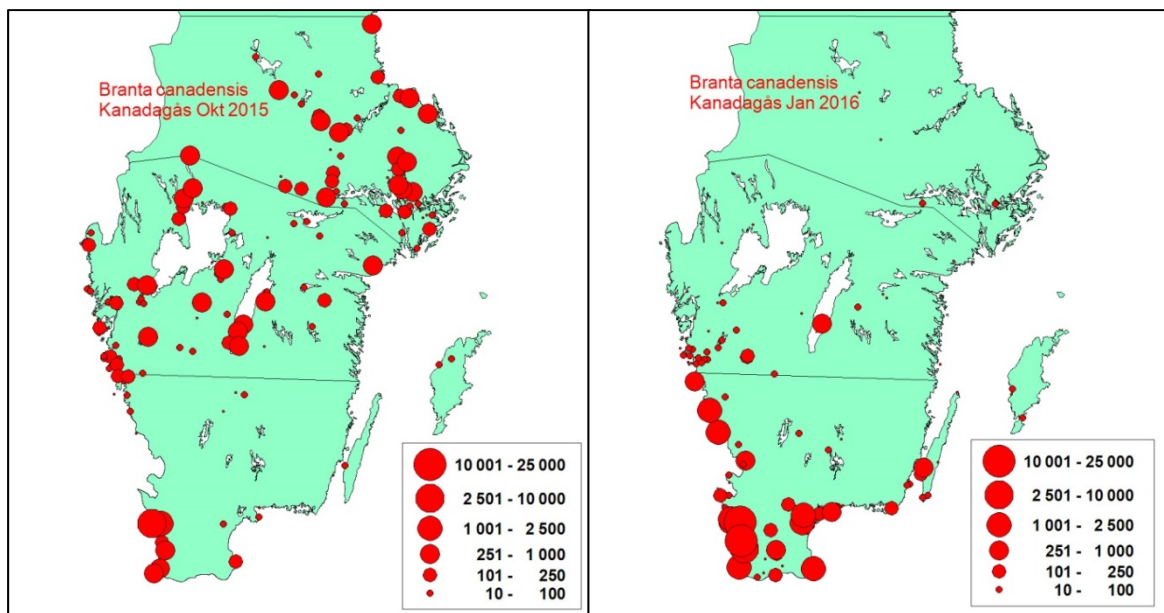 Branta canadensis
Kanadagås Okt 2015
10 001 - 25 000
2 501 - 10 000
1 001 - 2 500
251 - 1 000
101 - 250
10 - 100
Branta canadensis
Kanadagås Jan 2016
10 001 - 25 000
2 501 - 10 000
1 001 - 2 500
251 - 1 000
101 - 250
10 - 100